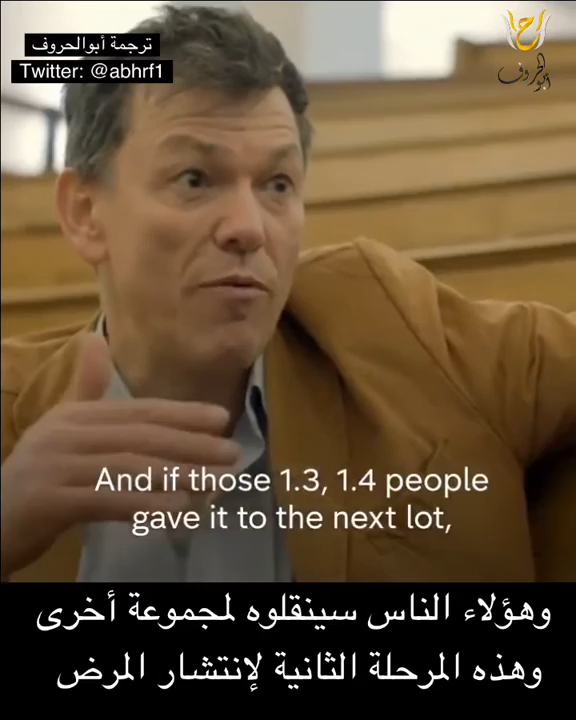 ترجمة أبوالحروف
Twitter: @abhrf1
أبوالحروف
And if those 1.3, 1.4 people
gave it to the next lot,
وهؤلاء الناس سينقلوه لمجموعة أخرى
وهذه المرحلة الثانية لإنتشار المرض